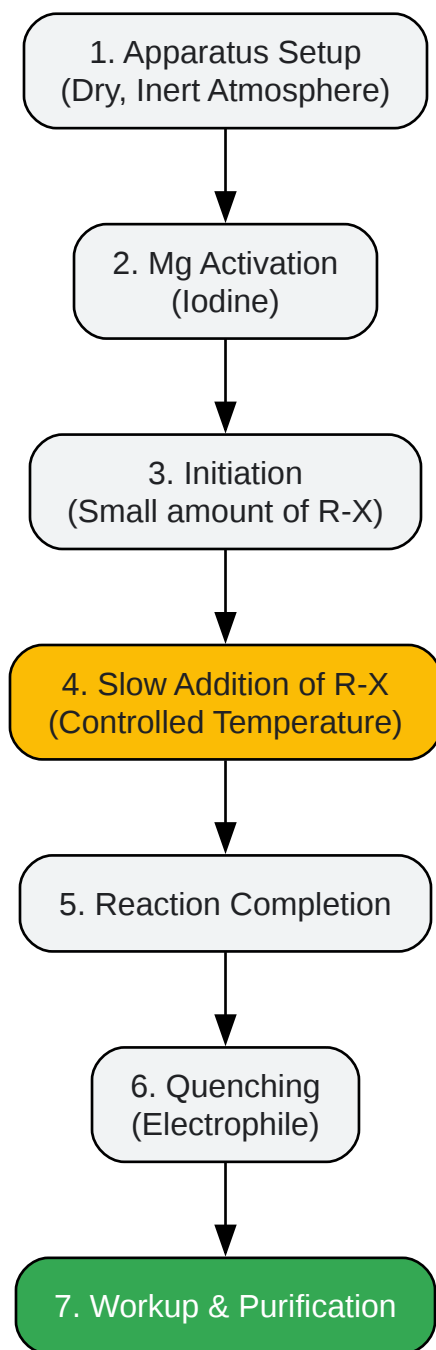 1. Apparatus Setup
(Dry, Inert Atmosphere)
2. Mg Activation
(Iodine)
3. Initiation
(Small amount of R-X)
4. Slow Addition of R-X
(Controlled Temperature)
5. Reaction Completion
6. Quenching
(Electrophile)
7. Workup & Purification